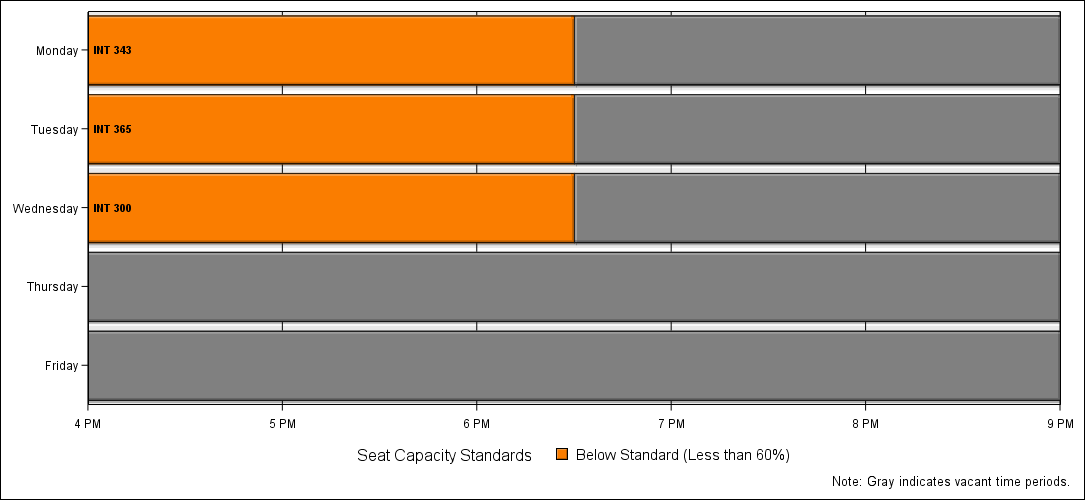 Monday
INT 343
Tuesday
INT 365
Wednesday
INT 300
Thursday
Friday
4 PM 5 PM 6 PM 7 PM 8 PM 9 PM
Seat Capacity Standards Below Standard (Less than 60%)
Note: Gray indicates vacant time periods.